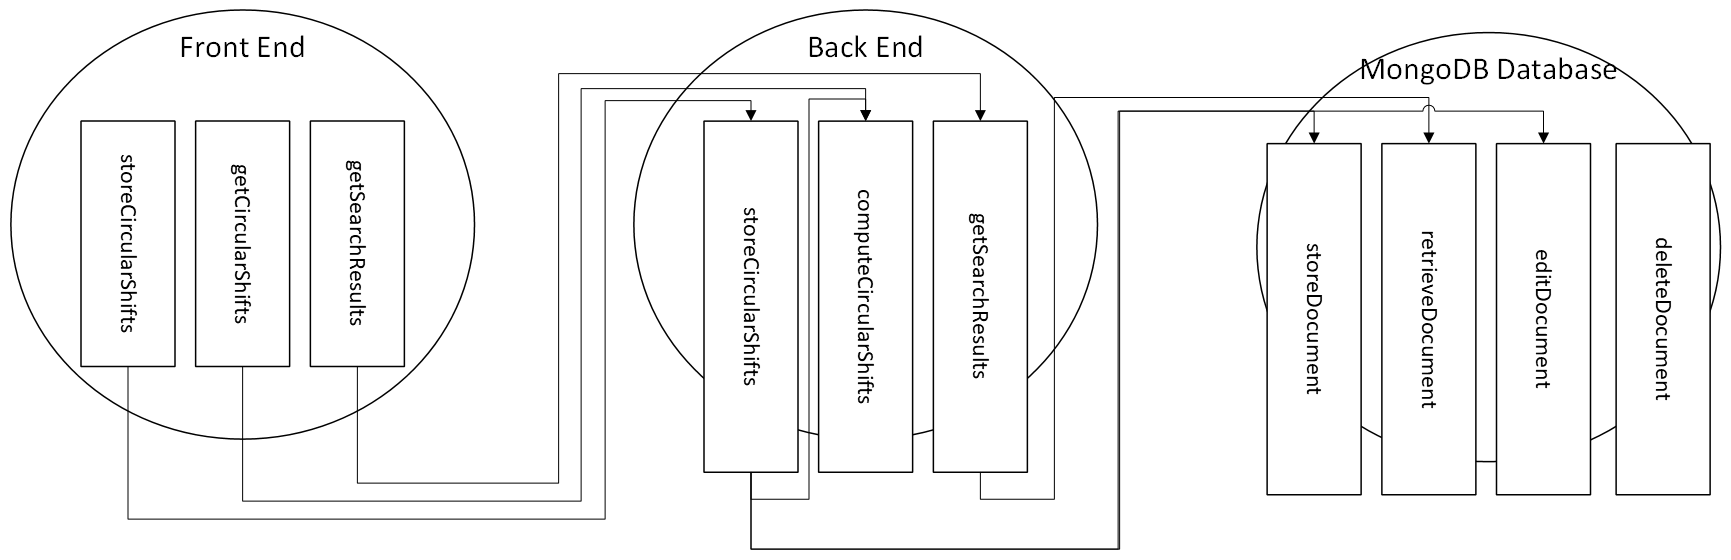 Front End
storeCircularShifts
getCircularShifts
getSearchResults
Back End
storeCircularShifts
computeCircularShifts
getSearchResults
MongoDB Database
storeDocument
retrieveDocument
editDocument
deleteDocument